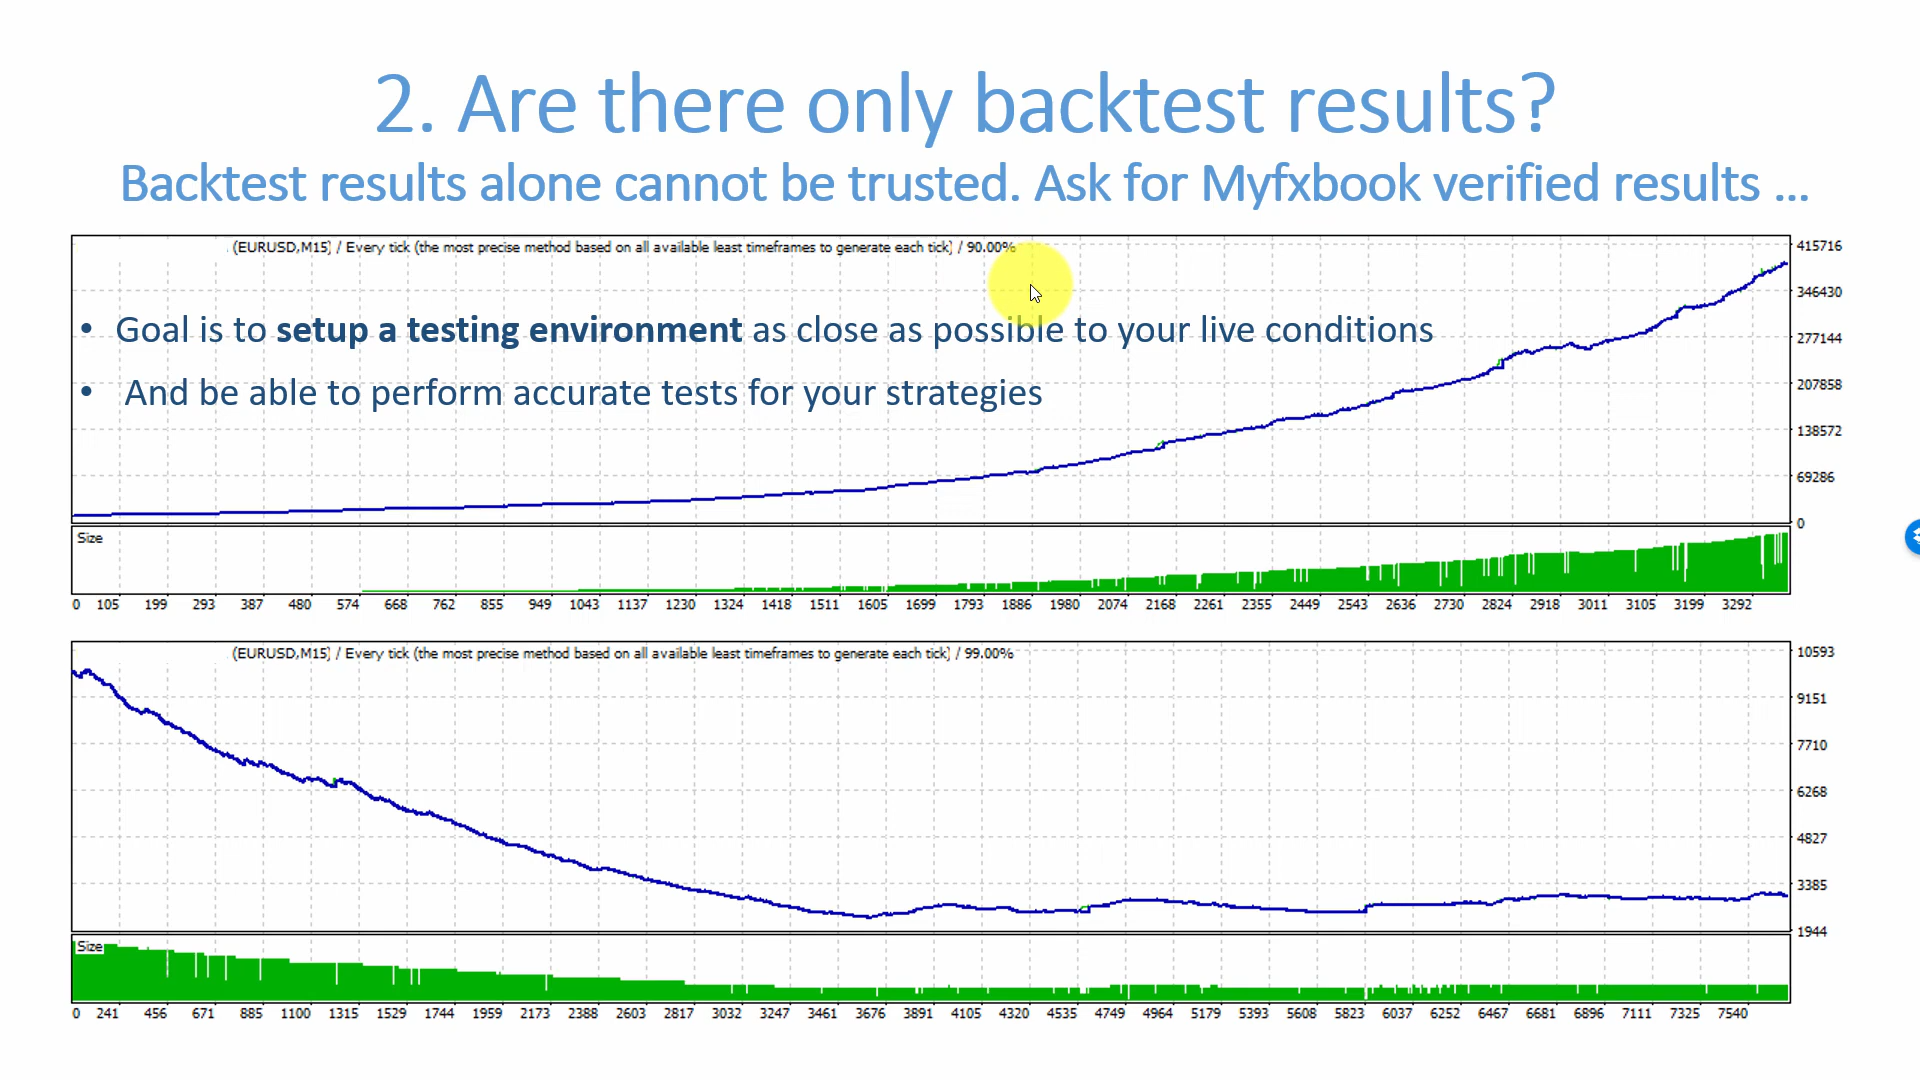 2. Are there only backtest results?
Backtest results alone cannot be trusted. Ask for Myfxbook verified results ...
(EURUSD,M15) / Every tick (the most precise method based on all available least timeframes to generate each tick) / 90.00%
415716
346430
• Goal is to setup a testing environment as close as possible to your live conditions
277144
207858
• And be able to perform accurate tests for your strategies
138572
69286
0
Size
0 105 199 293 387 480 574 668 762 855 949 1043 1137 1230 1324 1418 1511 1605 1699 1793 1886 1980 2074 2168 2261 2355 2449 2543 2636 2730 2824 2918 3011 3105 3199 3292
(EURUSD,M15) / Every tick (the most precise method based on all available least timeframes to generate each tick) / 99.00%
10593
9151
7710
6268
4827
3385
1944
Size
0 241 456 671 885 1100 1315 1529 1744 1959 2173 2388 2603 2817 3032 3247 3461 3676 3891 4105 4320 4535 4749 4964 5179 5393 5608 5823 6037 6252 6467 6681 6896 7111 7325 7540